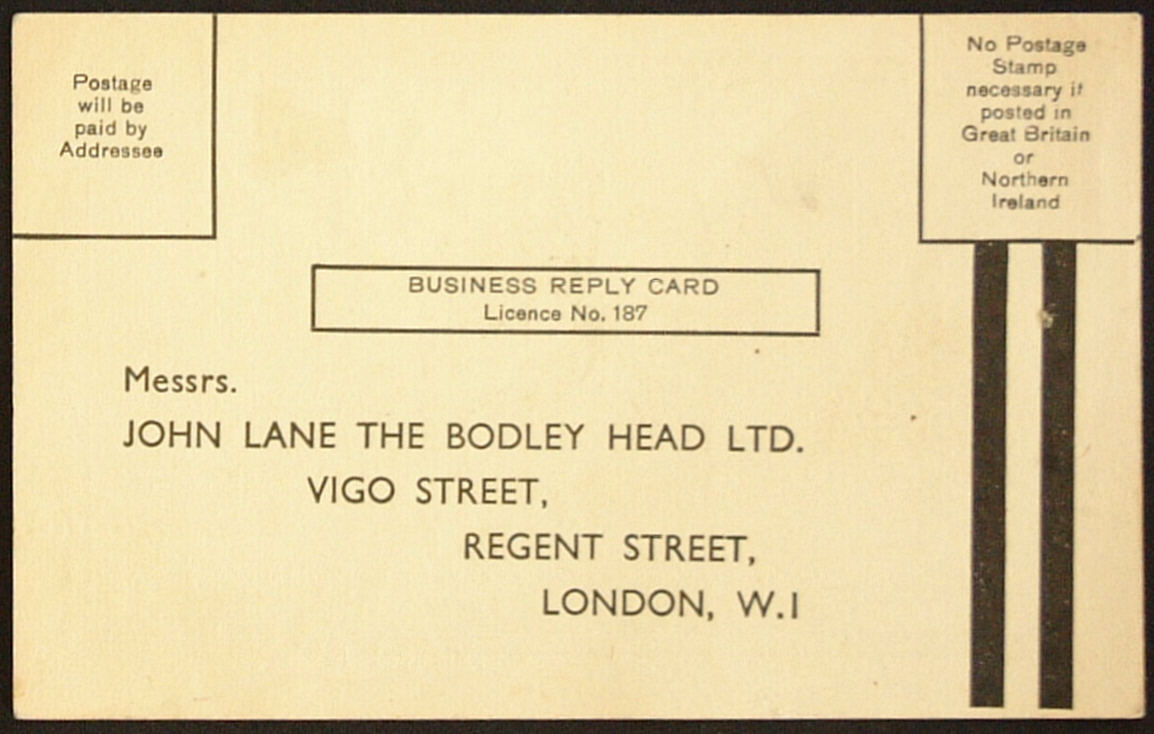 Postage
will be
paid by
Addressee
No Postage
Stamp
necessary if
posted in
Great Britain
or
Northern
Ireland
BUSINESS REPLY CARD
Licence No. 187
Messrs.
JOHN LANE THE BODLEY HEAD LTD.
VIGO STREET,
REGENT STREET,
LONDON, W.1